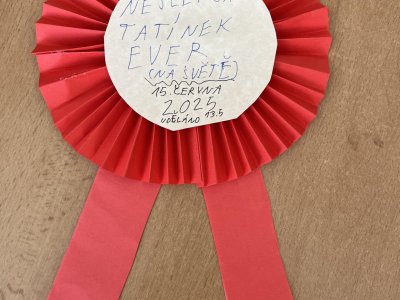 TATÍNEK
EVER
(NA SVĚTĚ)
15. ČERVNA
2025
UDĚLÁNO 13.5